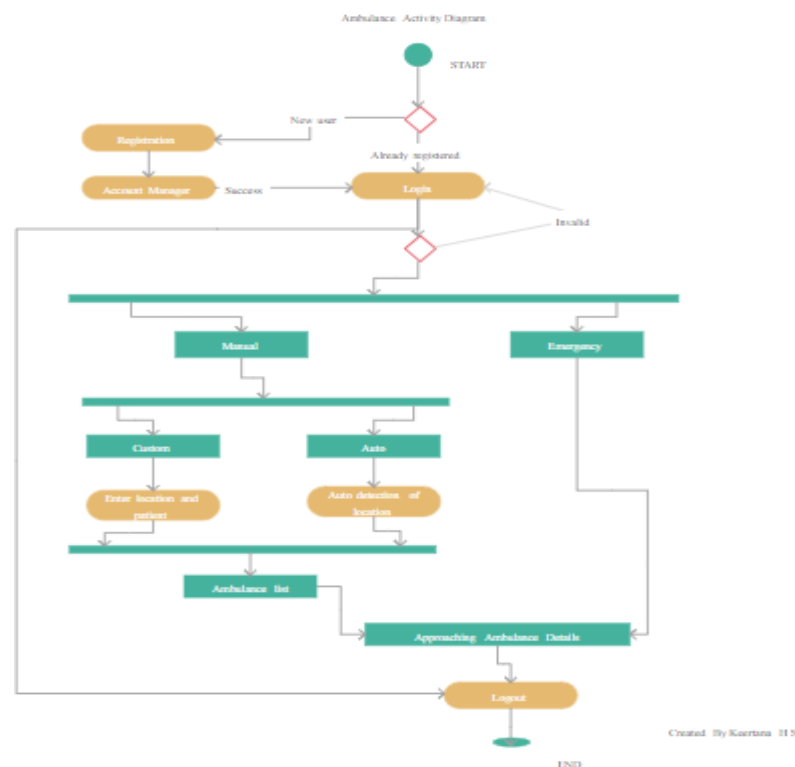 Ambulance Activity Diagram
START
New user
Registration
Already registered
Account Manager
Success
Login
Invalid
Manual
Emergency
Custom
Auto
Enter location and
patient
Auto detection of
location
Ambulance list
Approaching Ambulance Details
Logout
Created By Keertana H S
END